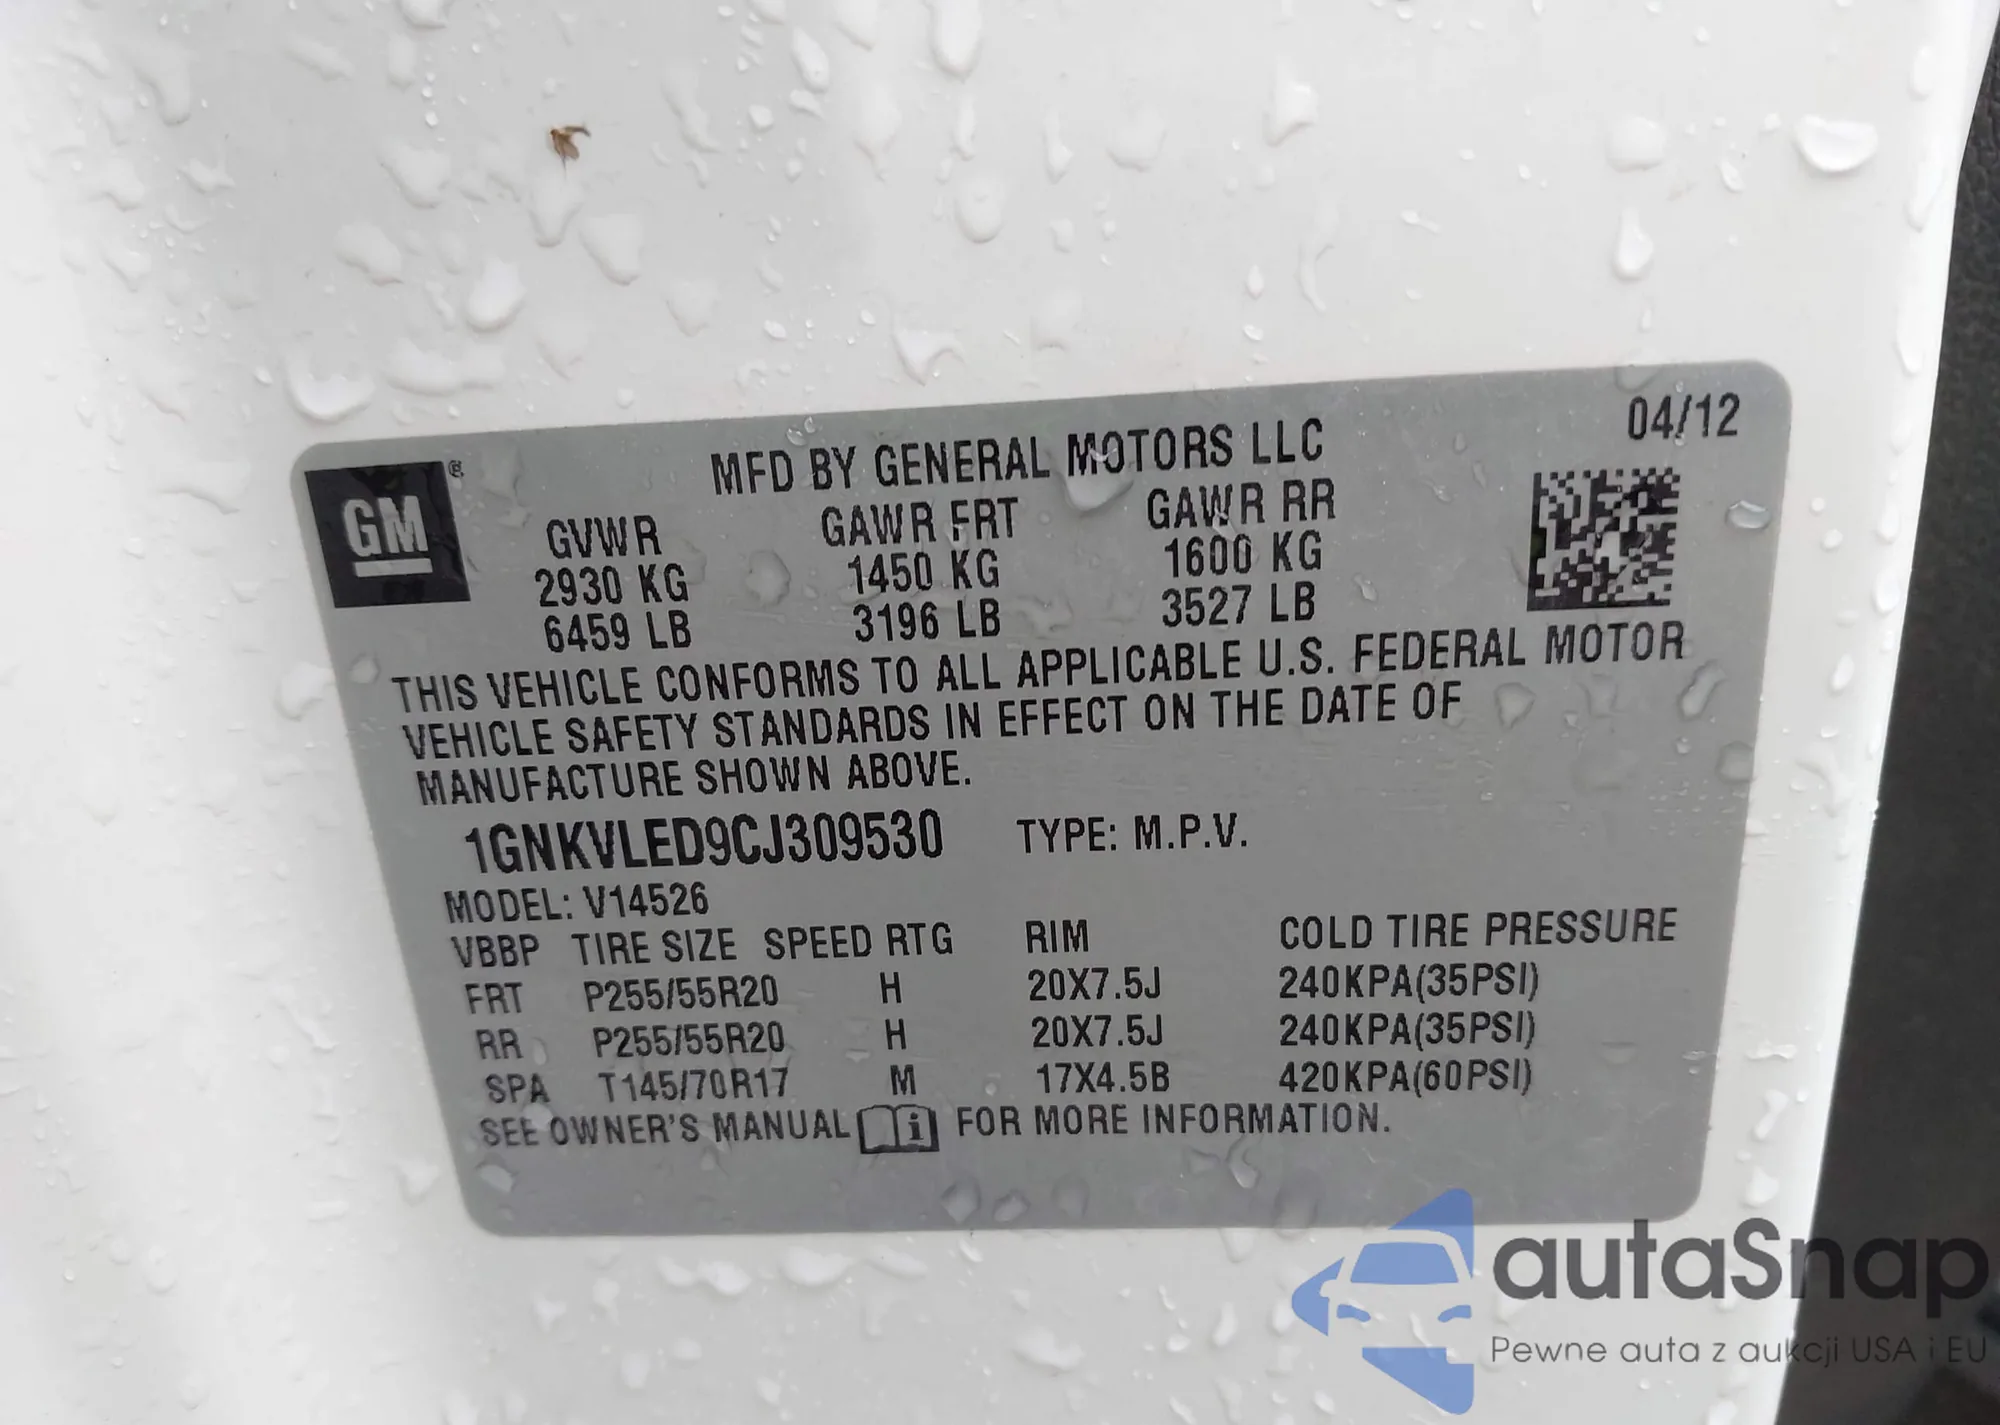 04/12
GM ®
MFD BY GENERAL MOTORS LLC
GVWR GAWR FRT GAWR RR
2930 KG 1450 KG 1600 KG
6459 LB 3196 LB 3527 LB
THIS VEHICLE CONFORMS TO ALL APPLICABLE U.S. FEDERAL MOTOR
VEHICLE SAFETY STANDARDS IN EFFECT ON THE DATE OF
MANUFACTURE SHOWN ABOVE.
1GNKVLED9CJ309530 TYPE: M.P.V.
MODEL: V14526
VBBP TIRE SIZE SPEED RTG RIM COLD TIRE PRESSURE
FRT P255/55R20 H 20X7.5J 240KPA(35PSI)
RR P255/55R20 H 20X7.5J 240KPA(35PSI)
SPA T145/70R17 M 17X4.5B 420KPA(60PSI)
SEE OWNER'S MANUAL i FOR MORE INFORMATION.
autaSnap
Pewne auta z aukcji USA i EU